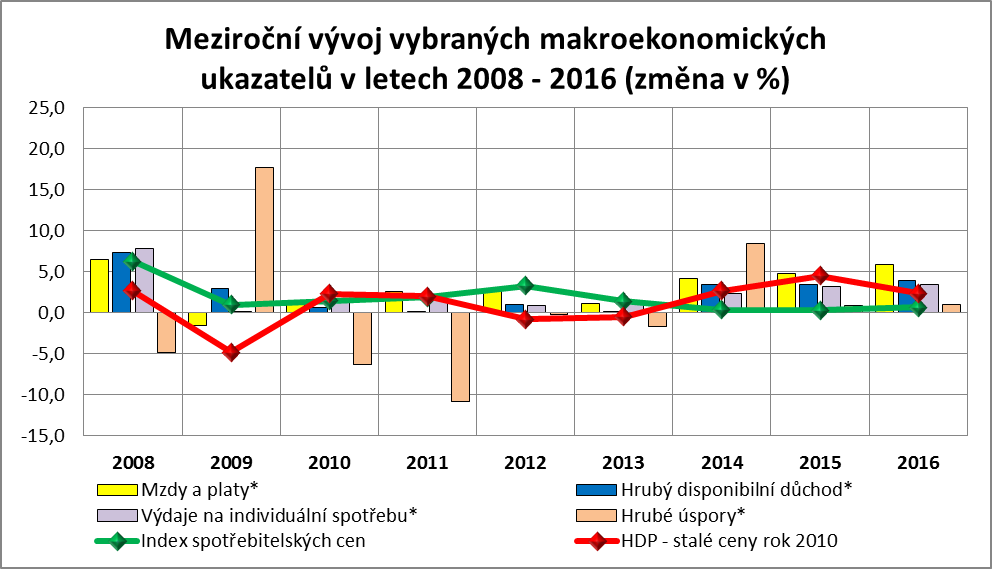 Meziroční vývoj vybraných makroekonomických
ukazatelů v letech 2008 - 2016 (změna v %)
25,0
20,0
15,0
10,0
5,0
0,0
-5,0
-10,0
-15,0
2008 2009 2010 2011 2012 2013 2014 2015 2016
Mzdy a platy* Hrubý disponibilní důchod*
Výdaje na individuální spotřebu* Hrubé úspory*
Index spotřebitelských cen HDP - stalé ceny rok 2010